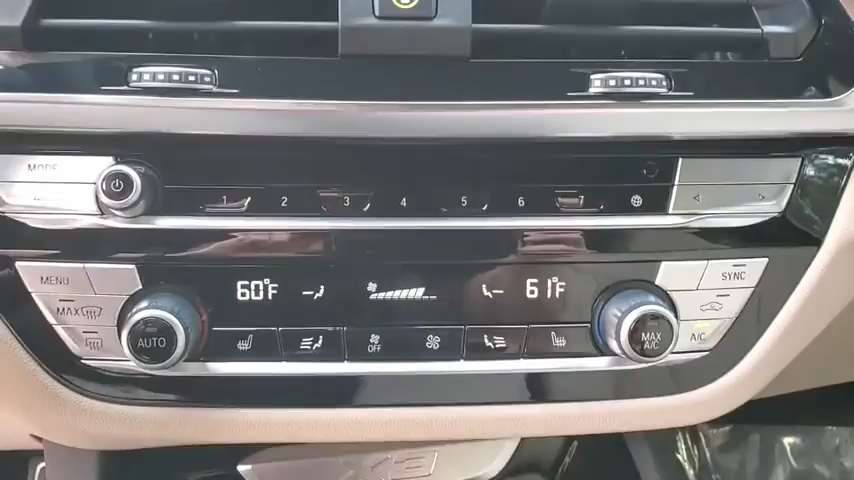 MODE
1 2 3 4 5 6
MENU
60°F
61°F
SYNC
MAX
AUTO
OFF
MAX
A/C
A/C